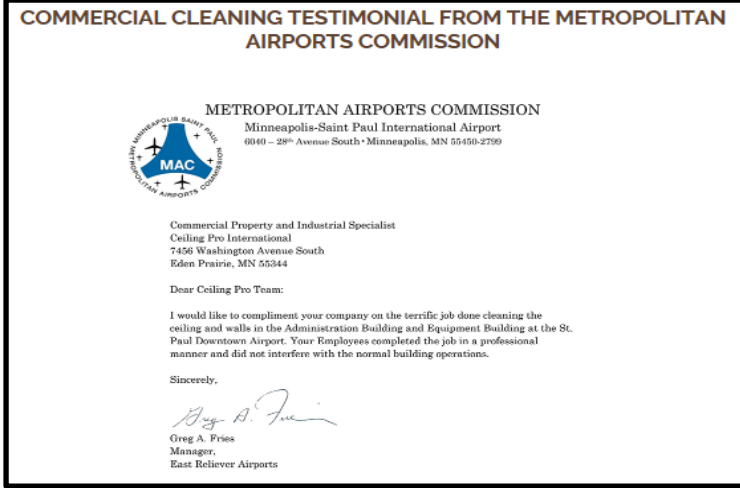 COMMERCIAL CLEANING TESTIMONIAL FROM THE METROPOLITAN
AIRPORTS COMMISSION
METROPOLITAN AIRPORTS COMMISSION
Minneapolis-Saint Paul International Airport
6040 – 28th Avenue South • Minneapolis, MN 55450-2799
MINNEAPOLIS SAINT PAUL
METROPOLITAN AIRPORTS COMMISSION
MAC
Commercial Property and Industrial Specialist
Ceiling Pro International
7456 Washington Avenue South
Eden Prairie, MN 55344
Dear Ceiling Pro Team:
I would like to compliment your company on the terrific job done cleaning the
ceiling and walls in the Administration Building and Equipment Building at the St.
Paul Downtown Airport. Your Employees completed the job in a professional
manner and did not interfere with the normal building operations.
Sincerely,
Greg A. Fries
Greg A. Fries
Manager,
East Reliever Airports